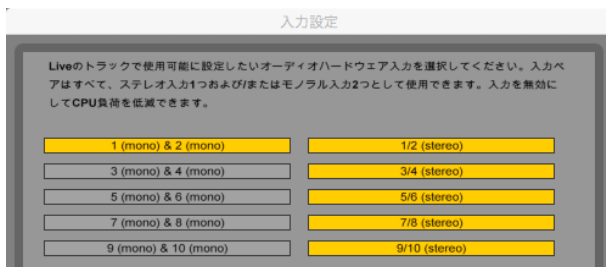 入力設定
Liveのトラックで使用可能に設定したいオーディオハードウエア入力を選択してください。入力ペ
アはすべて、ステレオ入力1つおよび/またはモノラル入力2つとして使用できます。入力を無効に
してCPU負荷を低減できます。
1 (mono) & 2 (mono) 1/2 (stereo)
3 (mono) & 4 (mono) 3/4 (stereo)
5 (mono) & 6 (mono) 5/6 (stereo)
7 (mono) & 8 (mono) 7/8 (stereo)
9 (mono) & 10 (mono) 9/10 (stereo)